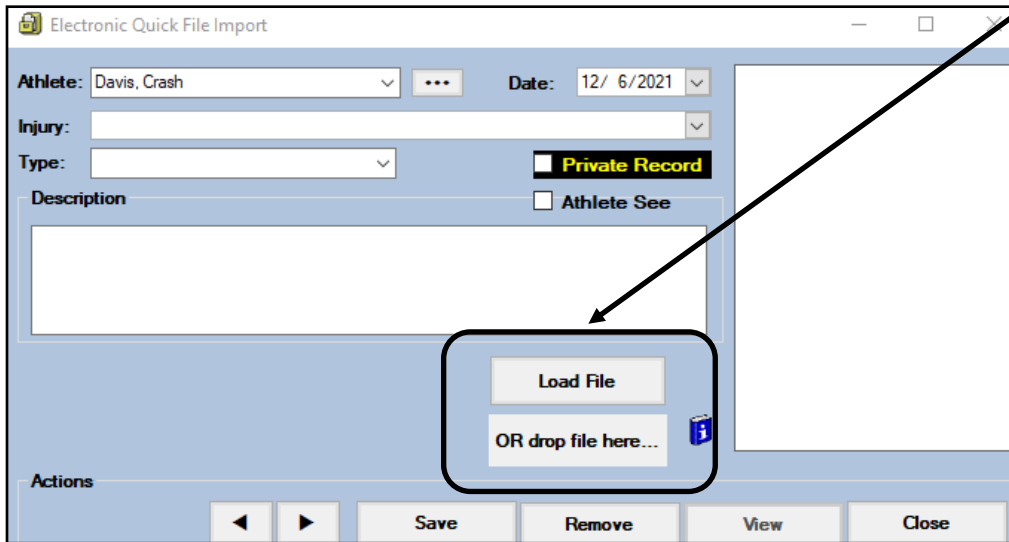 Electronic Quick File Import
Athlete: Davis, Crash ••• Date: 12/ 6/2021
Injury:
Type: Private Record
Description Athlete See
Load File
OR drop file here...
Actions
Save Remove View Close